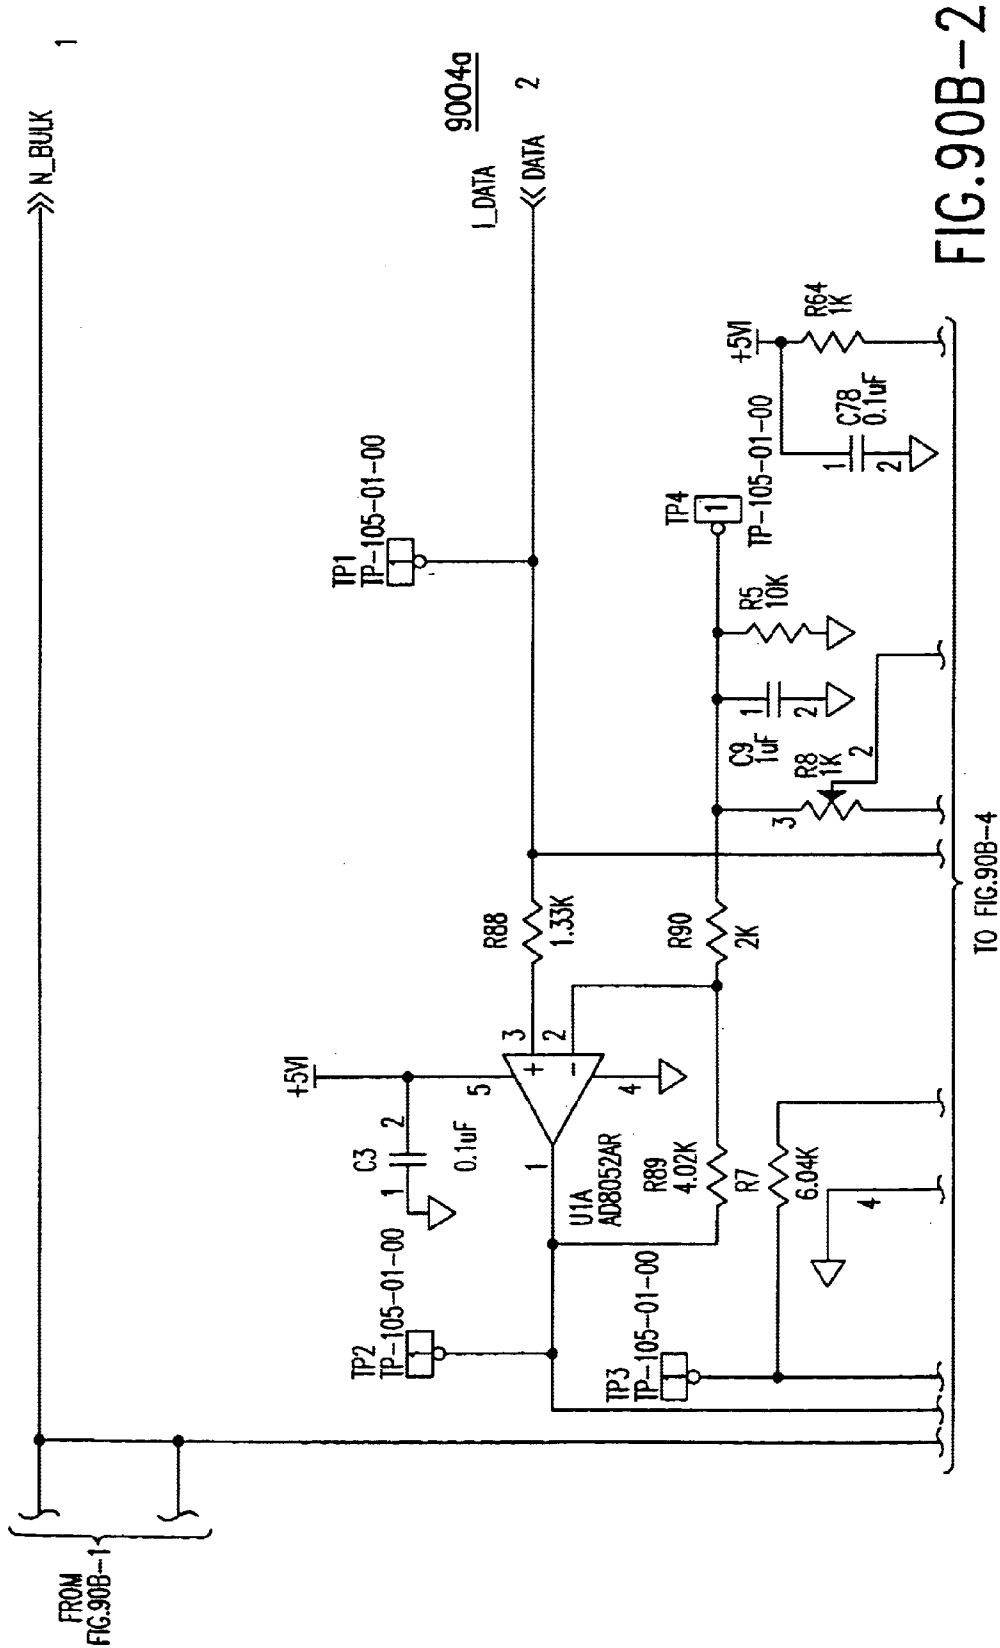 N_BULK
1
9004a
I_DATA
DATA
2
TP1
TP-105-01-00
+5VI
C3
1
2
0.1uF
TP2
TP-105-01-00
R88
1.33K
3
2
+
-
5
4
1
U1A
AD8052AR
R89
4.02K
R90
2K
TP4
1
TP-105-01-00
R5
10K
C9
1uF
1
2
R8
1K
3
2
+5VI
R64
1K
C78
0.1uF
1
2
R7
6.04K
4
TP3
TP-105-01-00
FROM
FIG.90B-1
TO FIG.90B-4
FIG.90B-2